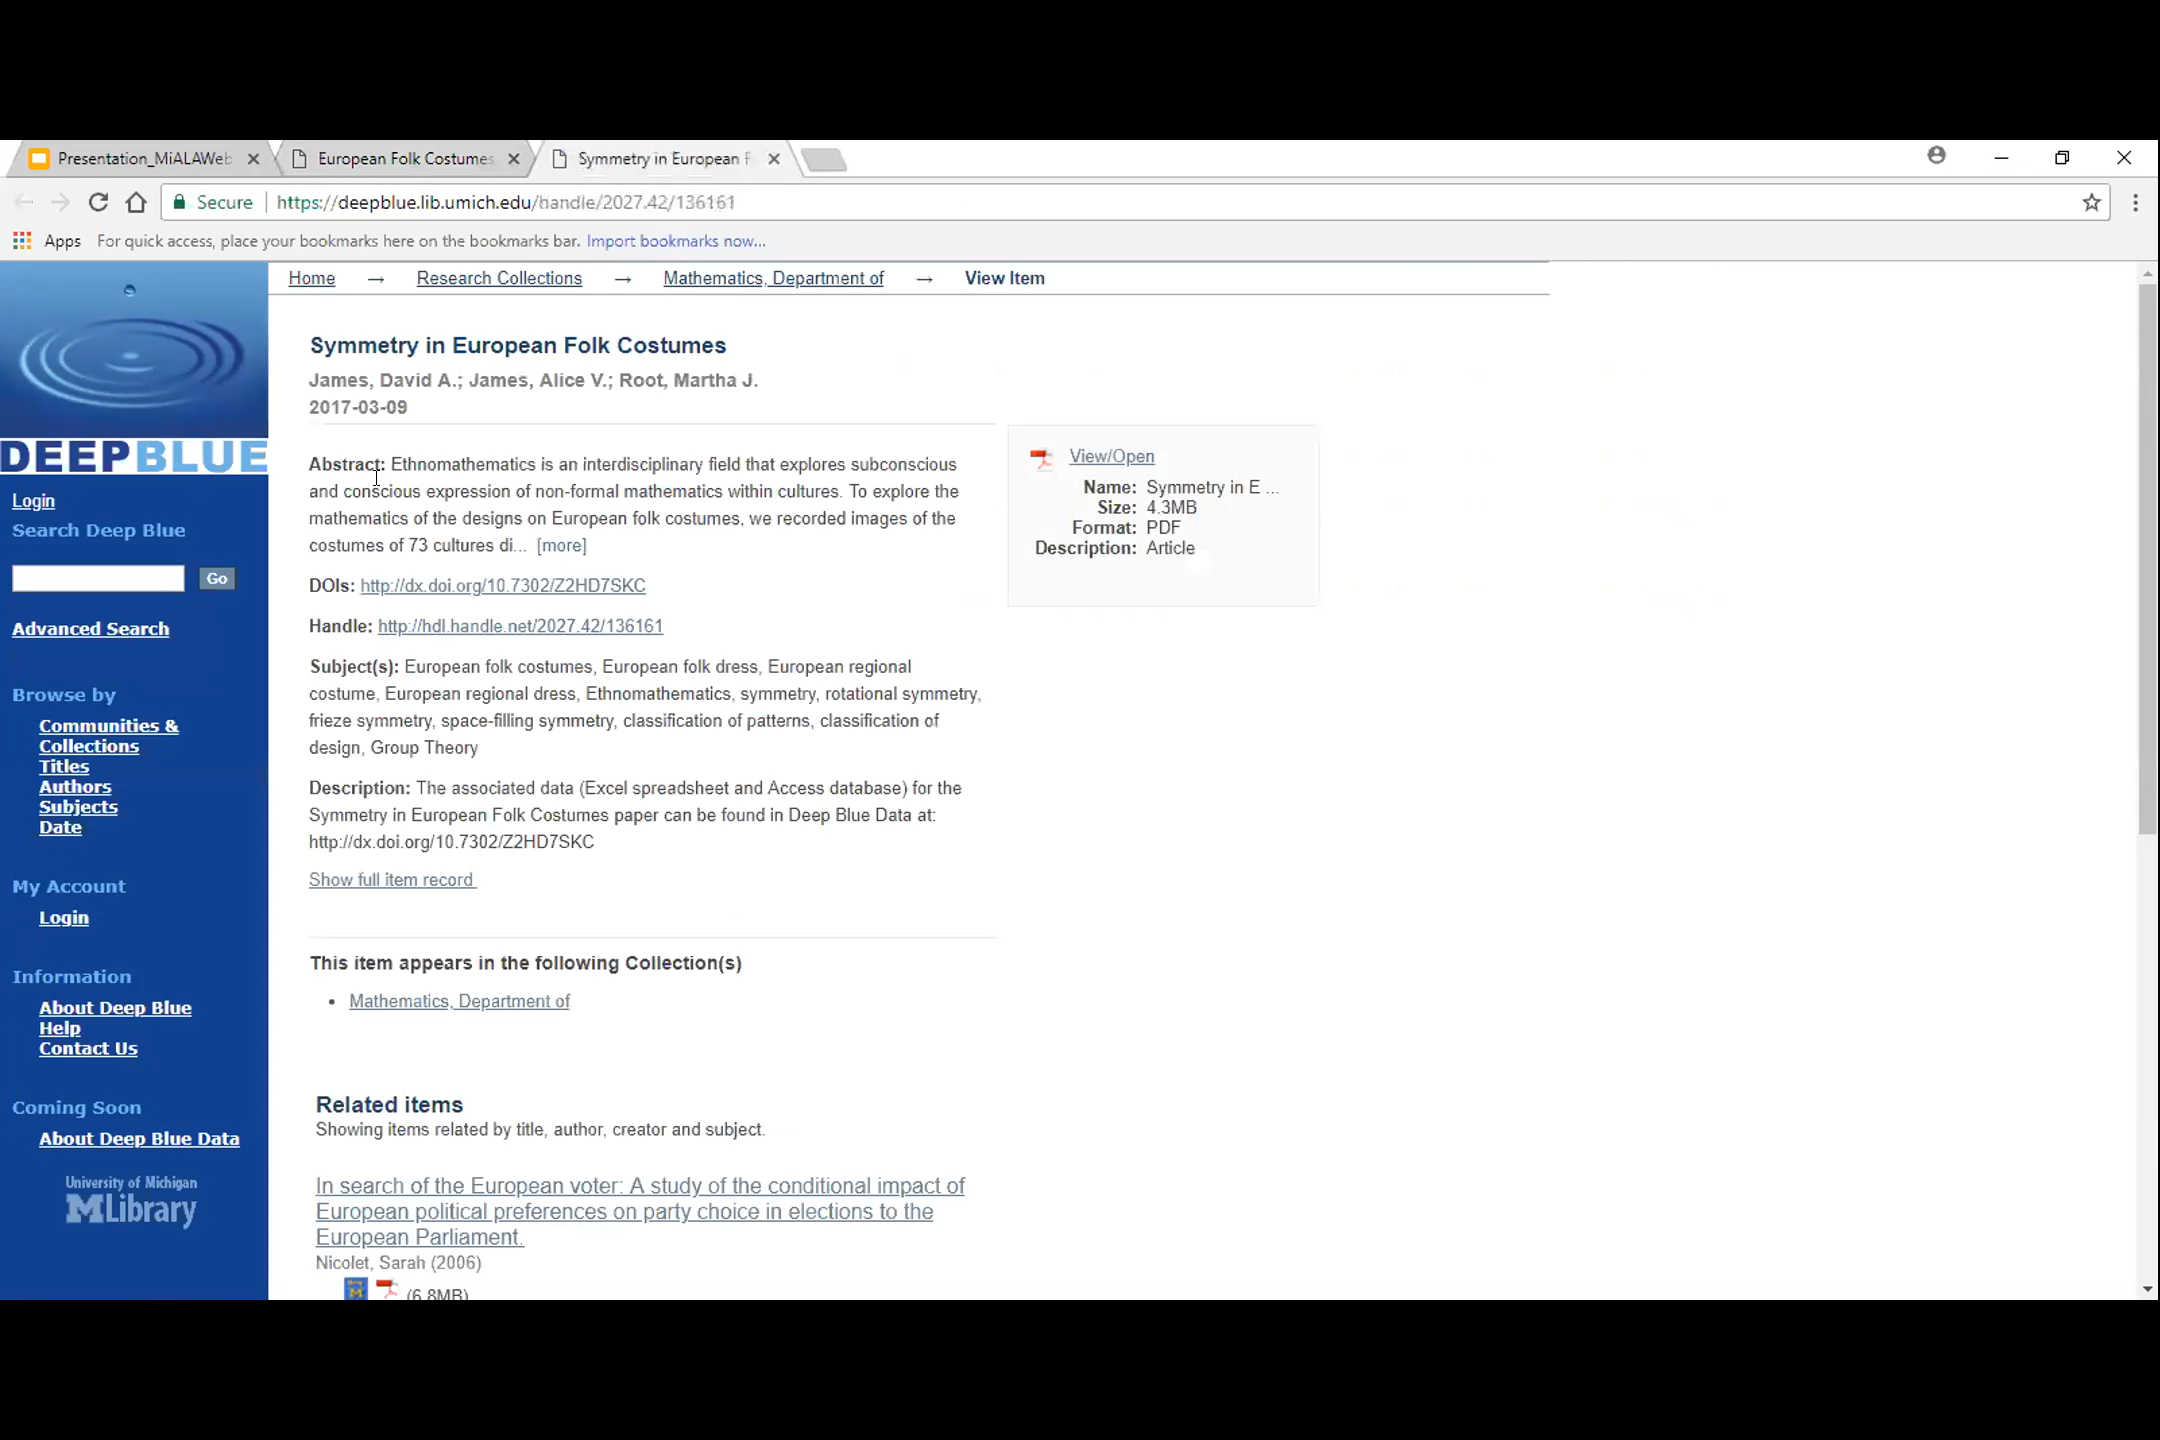 Presentation_MiALAWeb
European Folk Costumes
Symmetry in European F
Secure
https://deepblue.lib.umich.edu/handle/2027.42/136161
Apps For quick access, place your bookmarks here on the bookmarks bar. Import bookmarks now...
Home → Research Collections → Mathematics, Department of → View Item
DEEPBLUE
Login
Search Deep Blue
Go
Advanced Search
Browse by
Communities &
Collections
Titles
Authors
Subjects
Date
My Account
Login
Information
About Deep Blue
Help
Contact Us
Coming Soon
About Deep Blue Data
University of Michigan
MLibrary
Symmetry in European Folk Costumes
James, David A.; James, Alice V.; Root, Martha J.
2017-03-09
Abstract: Ethnomathematics is an interdisciplinary field that explores subconscious
and conscious expression of non-formal mathematics within cultures. To explore the
mathematics of the designs on European folk costumes, we recorded images of the
costumes of 73 cultures di... [more]
DOIs: http://dx.doi.org/10.7302/Z2HD7SKC
Handle: http://hdl.handle.net/2027.42/136161
Subject(s): European folk costumes, European folk dress, European regional
costume, European regional dress, Ethnomathematics, symmetry, rotational symmetry,
frieze symmetry, space-filling symmetry, classification of patterns, classification of
design, Group Theory
Description: The associated data (Excel spreadsheet and Access database) for the
Symmetry in European Folk Costumes paper can be found in Deep Blue Data at:
http://dx.doi.org/10.7302/Z2HD7SKC
Show full item record
View/Open
Name: Symmetry in E ...
Size: 4.3MB
Format: PDF
Description: Article
This item appears in the following Collection(s)
• Mathematics, Department of
Related items
Showing items related by title, author, creator and subject.
In search of the European voter: A study of the conditional impact of
European political preferences on party choice in elections to the
European Parliament.
Nicolet, Sarah (2006)
(6.8MB)